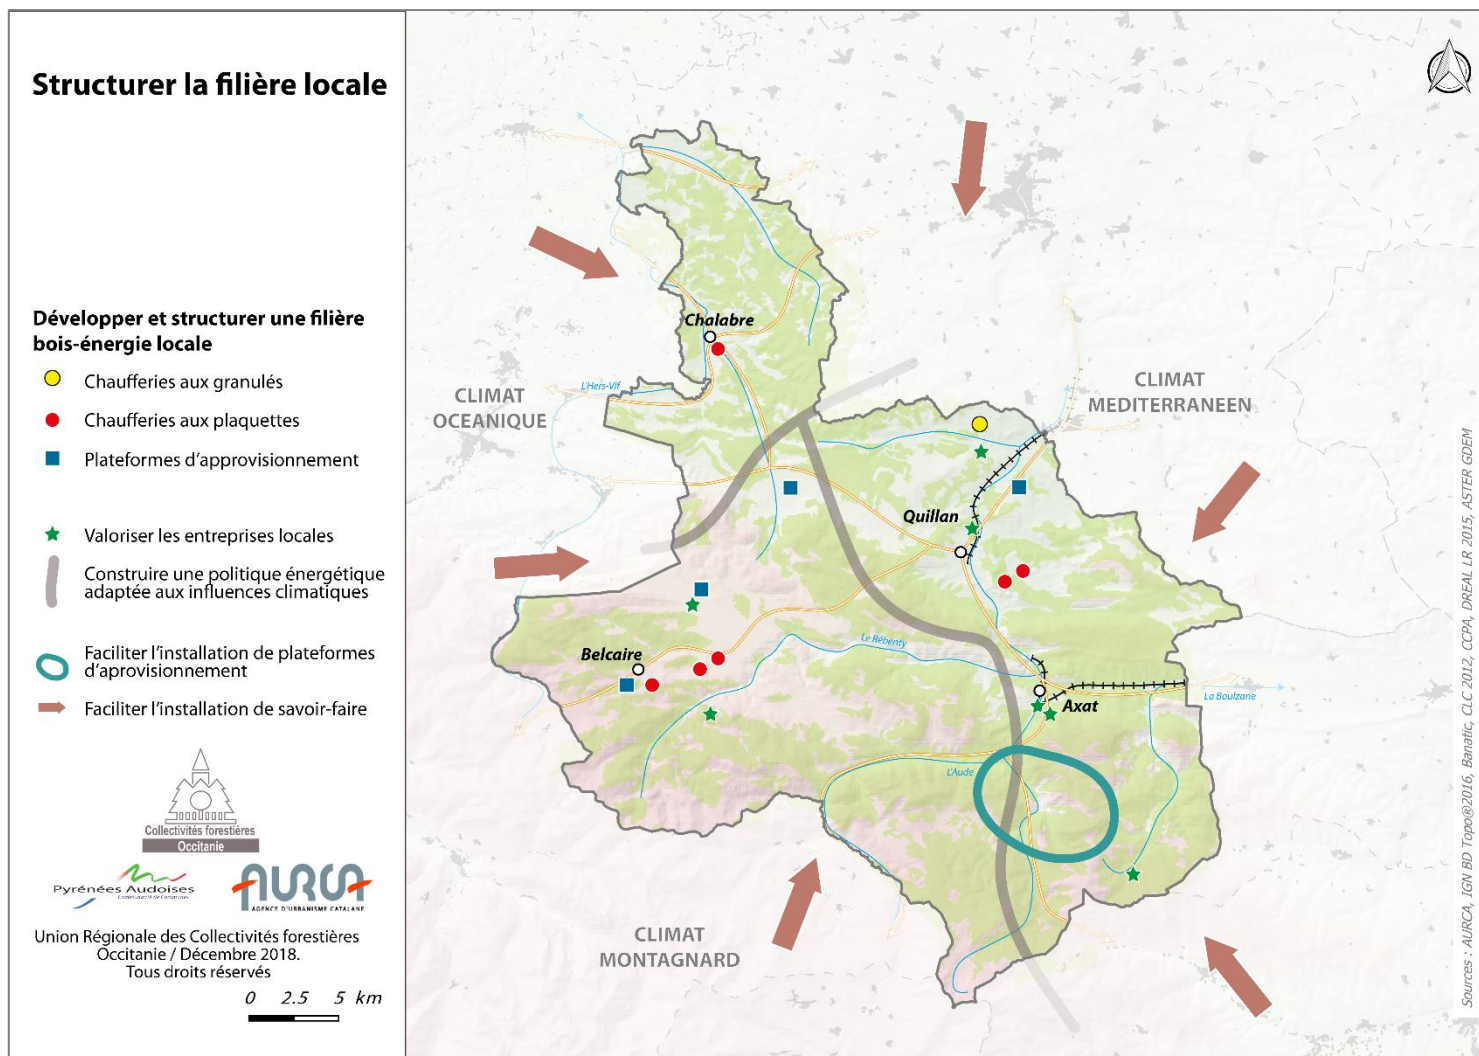 Structurer la filière locale
Développer et structurer une filière
bois-énergie locale
Chaufferies aux granulés
Chaufferies aux plaquettes
Plateformes d'approvisionnement
Valoriser les entreprises locales
Construire une politique énergétique
adaptée aux influences climatiques
Faciliter l'installation de plateformes
d'aprovisionnement
Faciliter l'installation de savoir-faire
Collectivités forestières
Occitanie
Pyrénées Audoises
Communauté de Communes
AURCA
AGENCE D'URBANISME CATALANE
Union Régionale des Collectivités forestières
Occitanie / Décembre 2018.
Tous droits réservés
0 2.5 5 km
Chalabre
L'Hers-Vif
CLIMAT
OCEANIQUE
CLIMAT
MEDITERRANEEN
Quillan
Le Rébenty
Belcaire
La Boulzane
Axat
L'Aude
CLIMAT
MONTAGNARD
Sources : AURCA, IGN BD Topo®2016, Banatic, CLC 2012, CCPA, DREAL LR 2015, ASTER GDEM